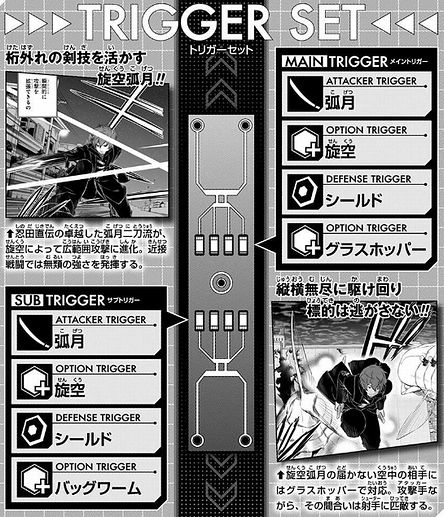 TRIGGER SET
トリガーセット
桁外れの剣技を活かす
旋空弧月!!
瞬間的に
攻撃を
拡張できるの
⬆忍田直伝の卓越した弧月二刀流が、
旋空によって広範囲攻撃に進化。近接
戦闘では無類の強さを発揮する。
MAIN TRIGGER メイントリガー
ATTACKER TRIGGER
弧月
OPTION TRIGGER
旋空
DEFENSE TRIGGER
シールド
OPTION TRIGGER
グラスホッパー
SUB TRIGGER サブトリガー
ATTACKER TRIGGER
弧月
OPTION TRIGGER
旋空
DEFENSE TRIGGER
シールド
OPTION TRIGGER
バッグワーム
縦横無尽に駆け回り
標的は逃がさない!!
⬆旋空弧月の届かない空中の相手に
はグラスホッパーで対応。攻撃手な
がら、その間合いは射手に匹敵する。